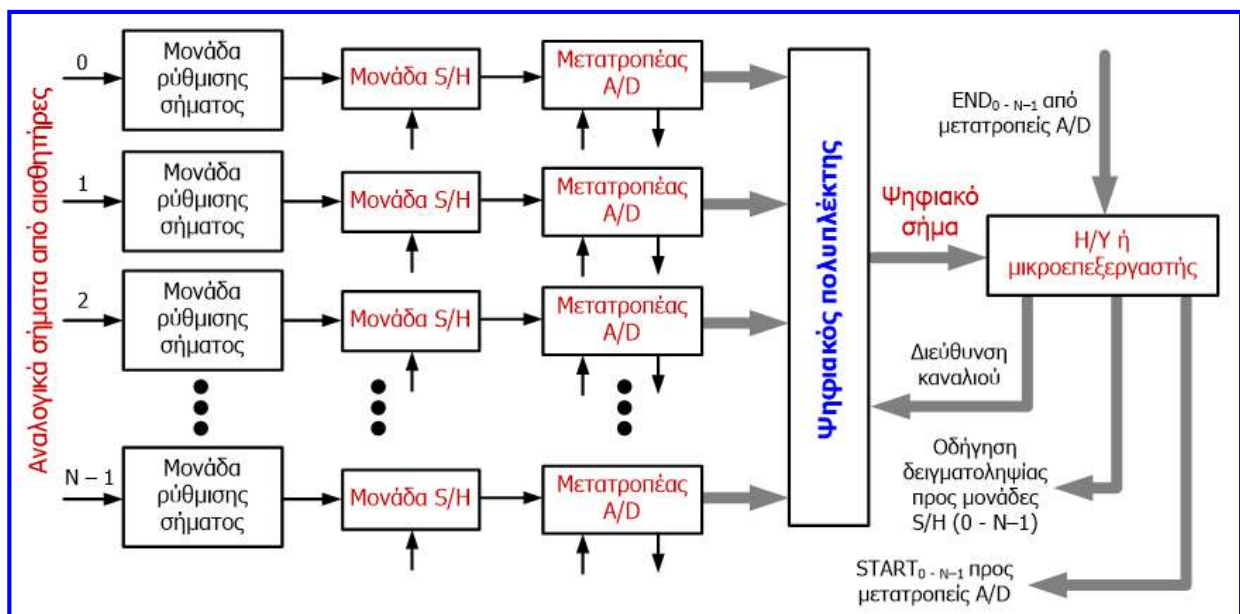 Αναλογικά σήματα από αισθητήρες
0
Μονάδα
ρύθμισης
σήματος
Μονάδα S/H
Μετατροπέας
A/D
1
Μονάδα
ρύθμισης
σήματος
Μονάδα S/H
Μετατροπέας
A/D
2
Μονάδα
ρύθμισης
σήματος
Μονάδα S/H
Μετατροπέας
A/D
N – 1
Μονάδα
ρύθμισης
σήματος
Μονάδα S/H
Μετατροπέας
A/D
Ψηφιακός πολυπλέκτης
END0 - N–1 από
μετατροπείς A/D
Ψηφιακό
σήμα
Η/Υ ή
μικροεπεξεργαστής
Διεύθυνση
καναλιού
Οδήγηση
δειγματοληψίας
προς μονάδες
S/H (0 - N–1)
START0 - N–1 προς
μετατροπείς A/D